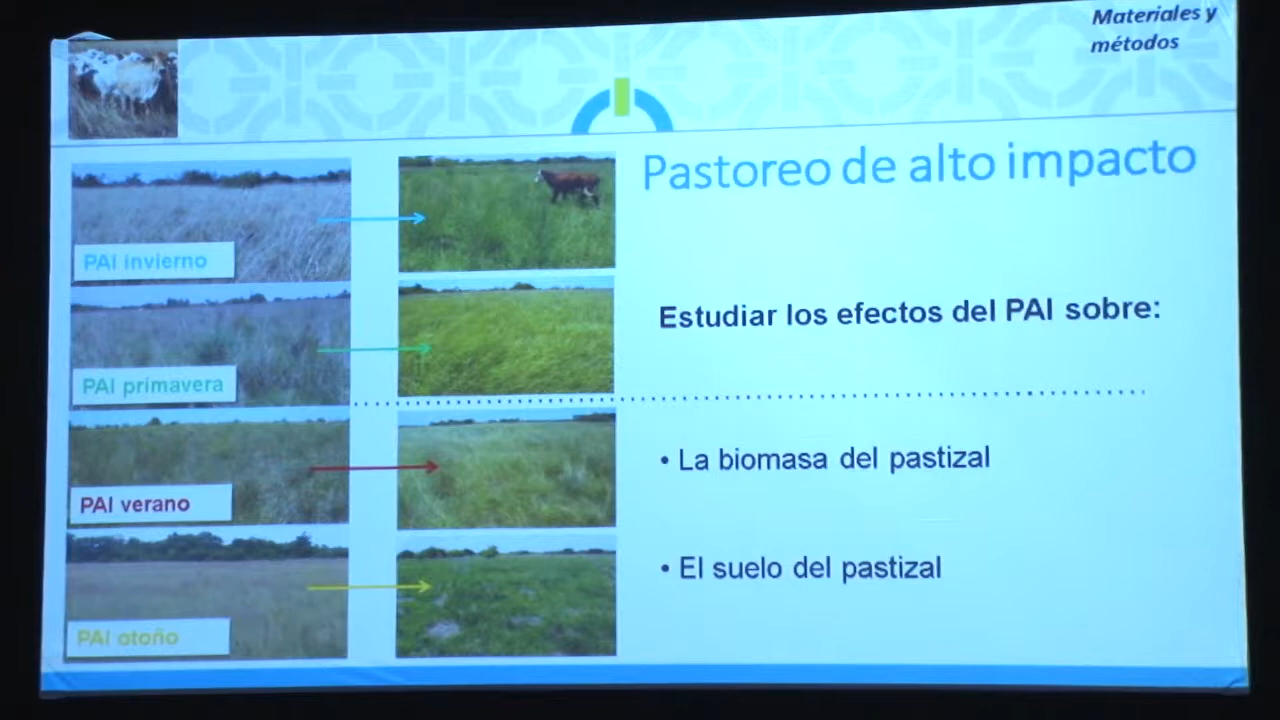 Materiales y
métodos
Pastoreo de alto impacto
PAI invierno
PAI primavera
PAI verano
PAI otoño
Estudiar los efectos del PAI sobre:
• La biomasa del pastizal
• El suelo del pastizal